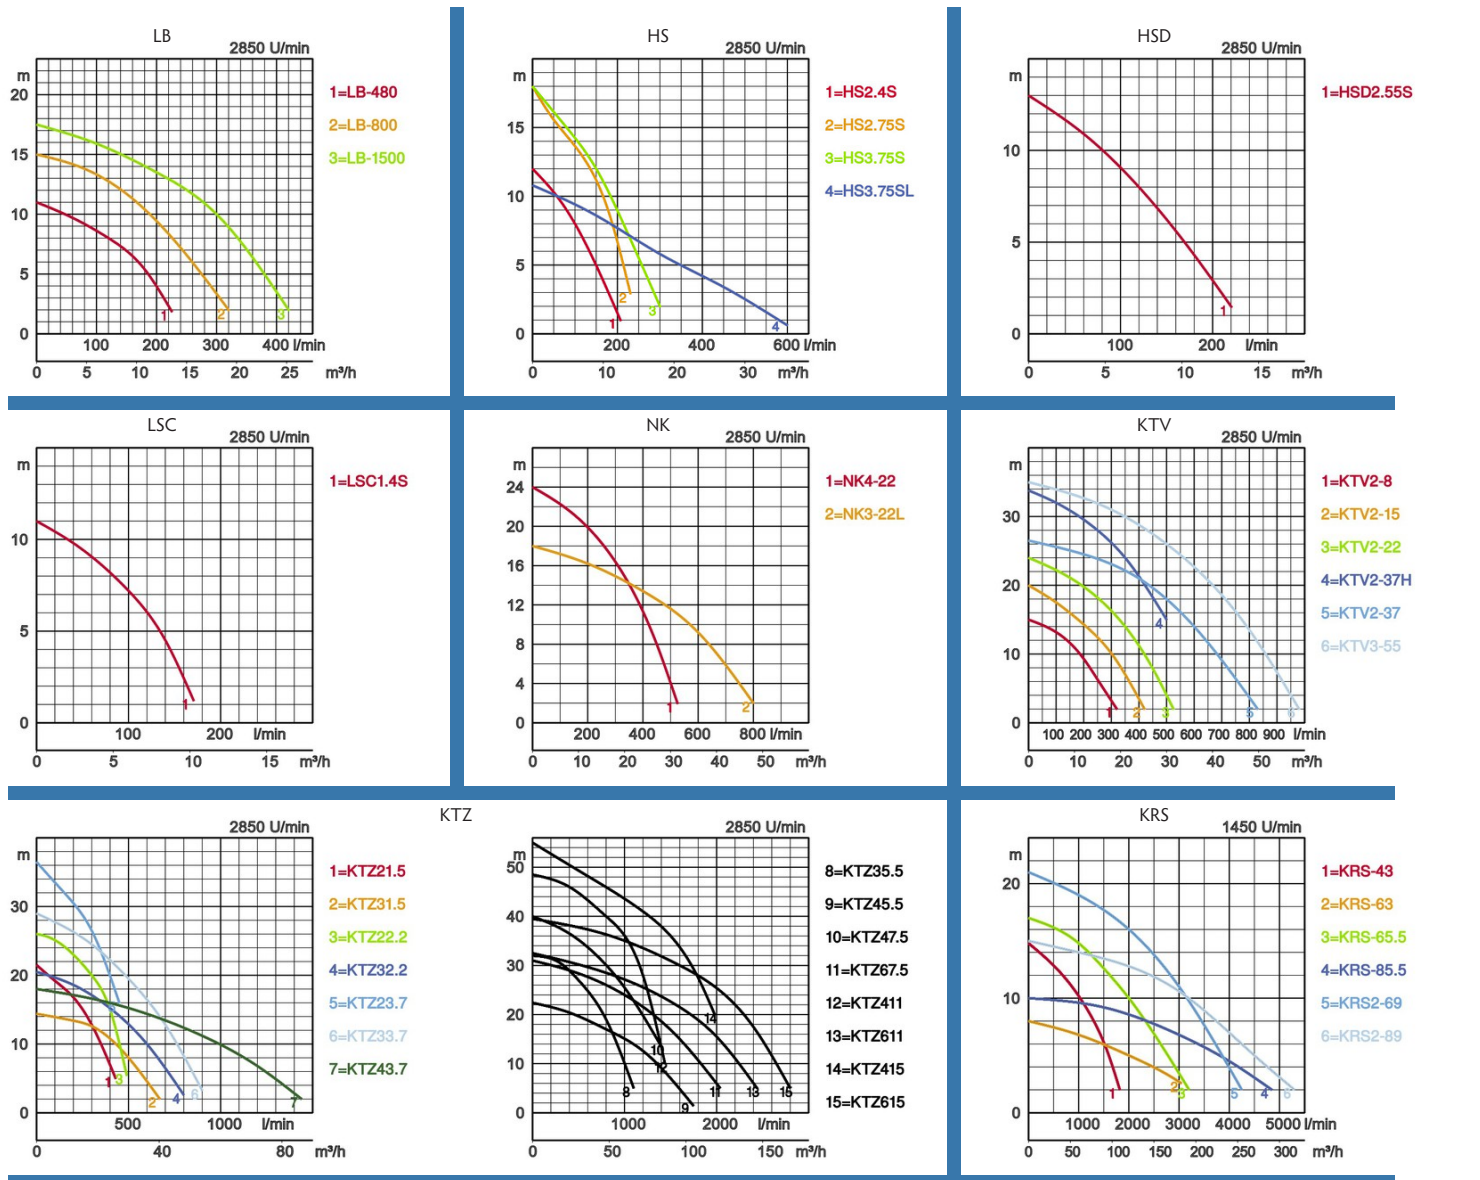 LB
2850 U/min
m
20
15
10
5
0
1=LB-480
2=LB-800
3=LB-1500
1
2
3
100 200 300 400 l/min
0 5 10 15 20 25 m³/h
HS
2850 U/min
m
15
10
5
0
1=HS2.4S
2=HS2.75S
3=HS3.75S
4=HS3.75SL
1
2
3
4
200 400 600 l/min
0 10 20 30 m³/h
HSD
2850 U/min
m
10
5
0
1=HSD2.55S
1
100 200 l/min
0 5 10 15 m³/h
LSC
2850 U/min
m
10
5
0
1=LSC1.4S
1
100 200 l/min
0 5 10 15 m³/h
NK
2850 U/min
m
24
20
16
12
8
4
0
1=NK4-22
2=NK3-22L
1
2
200 400 600 800 l/min
0 10 20 30 40 50 m³/h
KTV
2850 U/min
m
30
20
10
0
1=KTV2-8
2=KTV2-15
3=KTV2-22
4=KTV2-37H
5=KTV2-37
6=KTV3-55
4
1
2
3
5
6
100 200 300 400 500 600 700 800 900 l/min
0 10 20 30 40 50 m³/h
KTZ
2850 U/min
m
30
20
10
0
1=KTZ21.5
2=KTZ31.5
3=KTZ22.2
4=KTZ32.2
5=KTZ23.7
6=KTZ33.7
7=KTZ43.7
1
3
2
4
6
7
500 1000 l/min
0 40 80 m³/h
2850 U/min
m
50
40
30
20
10
0
8=KTZ35.5
9=KTZ45.5
10=KTZ47.5
11=KTZ67.5
12=KTZ411
13=KTZ611
14=KTZ415
15=KTZ615
14
10
12
8
9
11
13
15
1000 2000 l/min
0 50 100 150 m³/h
KRS
1450 U/min
m
20
10
0
1=KRS-43
2=KRS-63
3=KRS-65.5
4=KRS-85.5
5=KRS2-69
6=KRS2-89
1
2
3
5
4
6
1000 2000 3000 4000 5000 l/min
0 50 100 150 200 250 300 m³/h